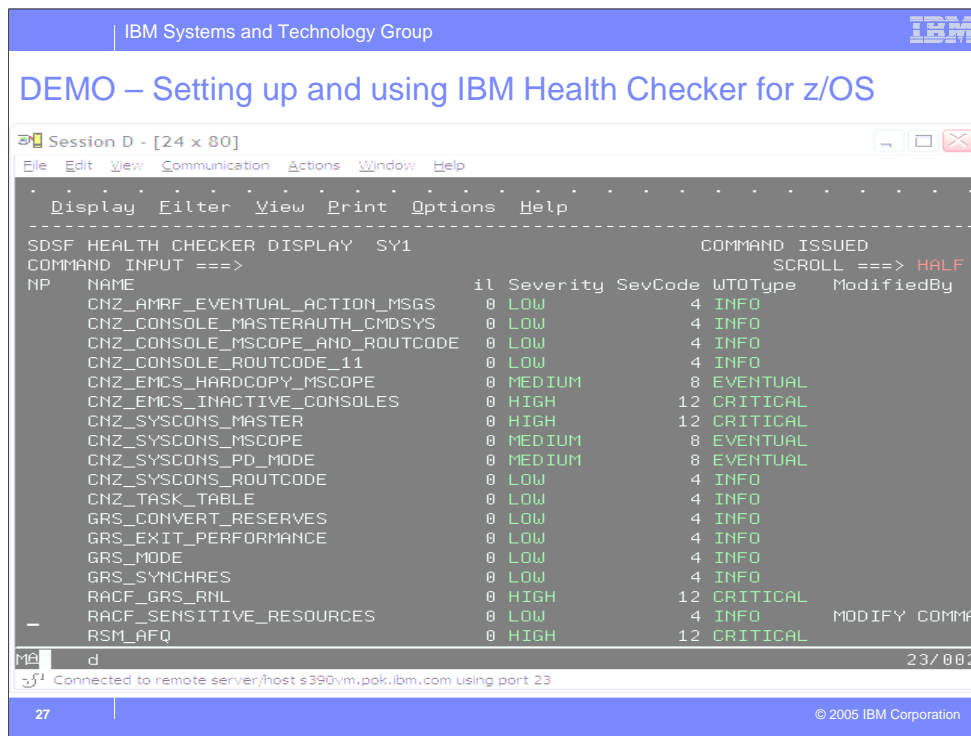 IBM Systems and Technology Group
IBM
DEMO – Setting up and using IBM Health Checker for z/OS
Session D - [24 x 80]
File Edit View Communication Actions Window Help
Display Filter View Print Options Help
SDSF HEALTH CHECKER DISPLAY SY1 COMMAND ISSUED
COMMAND INPUT ===> SCROLL ===> HALF
NP NAME il Severity SevCode WTOType ModifiedBy
CNZ_AMRF_EVENTUAL_ACTION_MSGS 0 LOW 4 INFO
CNZ_CONSOLE_MASTERAUTH_CMDSYS 0 LOW 4 INFO
CNZ_CONSOLE_MSCOPE_AND_ROUTCODE 0 LOW 4 INFO
CNZ_CONSOLE_ROUTCODE_11 0 LOW 4 INFO
CNZ_EMCS_HARDCOPY_MSCOPE 0 MEDIUM 8 EVENTUAL
CNZ_EMCS_INACTIVE_CONSOLES 0 HIGH 12 CRITICAL
CNZ_SYSCONS_MASTER 0 HIGH 12 CRITICAL
CNZ_SYSCONS_MSCOPE 0 MEDIUM 8 EVENTUAL
CNZ_SYSCONS_PD_MODE 0 MEDIUM 8 EVENTUAL
CNZ_SYSCONS_ROUTCODE 0 LOW 4 INFO
CNZ_TASK_TABLE 0 LOW 4 INFO
GRS_CONVERT_RESERVES 0 LOW 4 INFO
GRS_EXIT_PERFORMANCE 0 LOW 4 INFO
GRS_MODE 0 LOW 4 INFO
GRS_SYNCHRES 0 LOW 4 INFO
RACF_GRS_RNL 0 HIGH 12 CRITICAL
_ RACF_SENSITIVE_RESOURCES 0 LOW 4 INFO MODIFY COMMA
RSM_AFQ 0 HIGH 12 CRITICAL
MA d 23/002
Connected to remote server/host s390vm.pok.ibm.com using port 23
27 © 2005 IBM Corporation